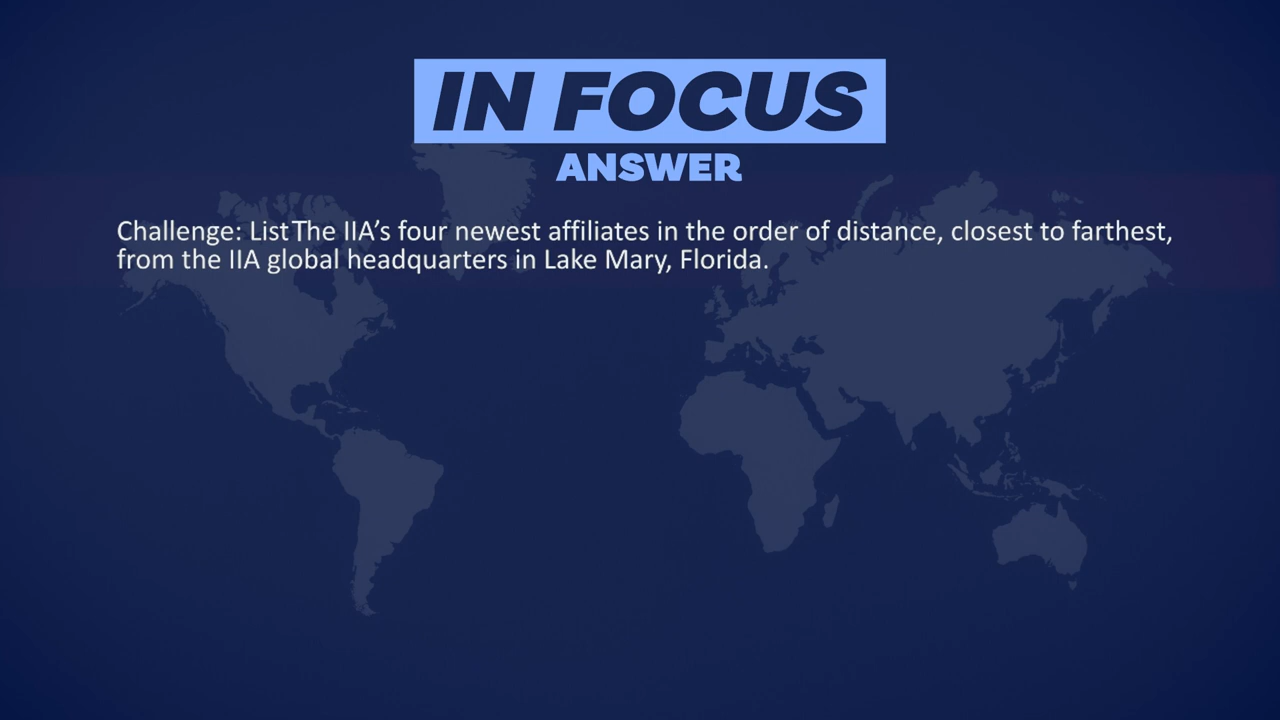 IN FOCUS
ANSWER
Challenge: List The IIA’s four newest affiliates in the order of distance, closest to farthest,
from the IIA global headquarters in Lake Mary, Florida.